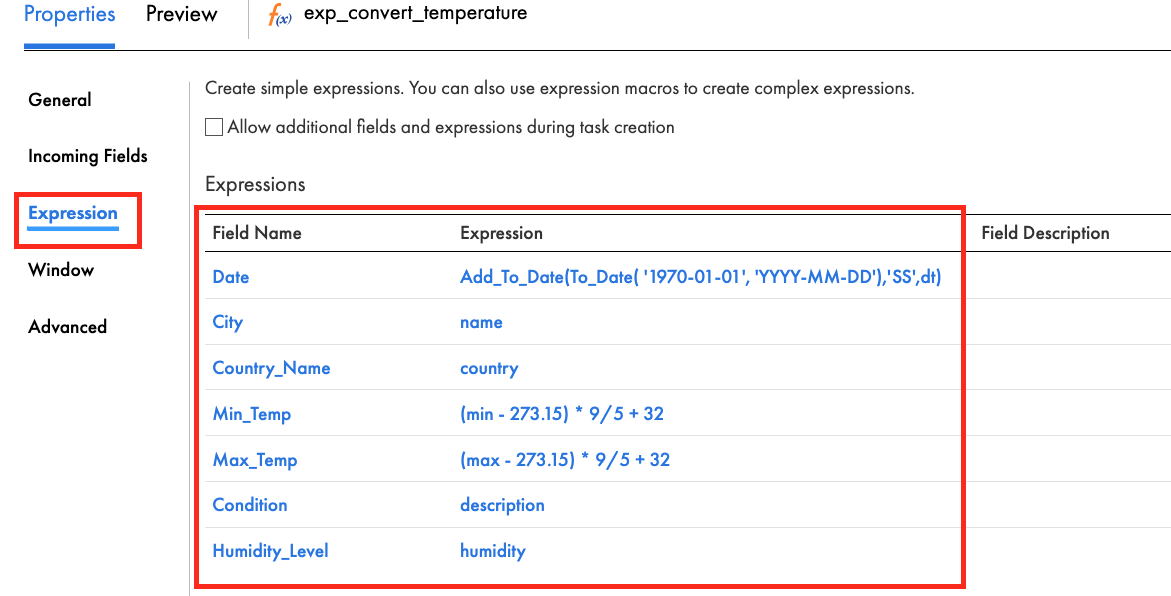 Properties Preview f(x) exp_convert_temperature
General
Incoming Fields
Expression
Window
Advanced
Create simple expressions. You can also use expression macros to create complex expressions.
Allow additional fields and expressions during task creation
Expressions
Field Name Expression Field Description
Date Add_To_Date(To_Date( '1970-01-01', 'YYYY-MM-DD'),'SS',dt)
City name
Country_Name country
Min_Temp (min - 273.15) * 9/5 + 32
Max_Temp (max - 273.15) * 9/5 + 32
Condition description
Humidity_Level humidity